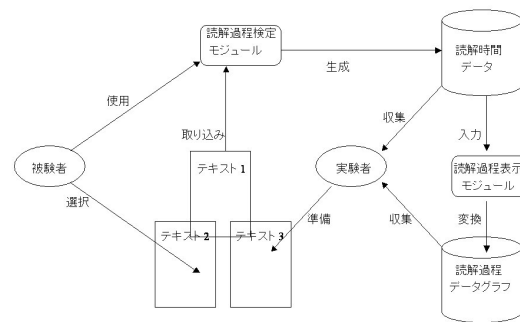 読解過程検定
モジュール
生成
読解時間
データ
使用
収集
取り込み
入力
被験者
テキスト1
実験者
読解過程表示
モジュール
選択
準備
収集
変換
テキスト2
テキスト3
読解過程
データグラフ